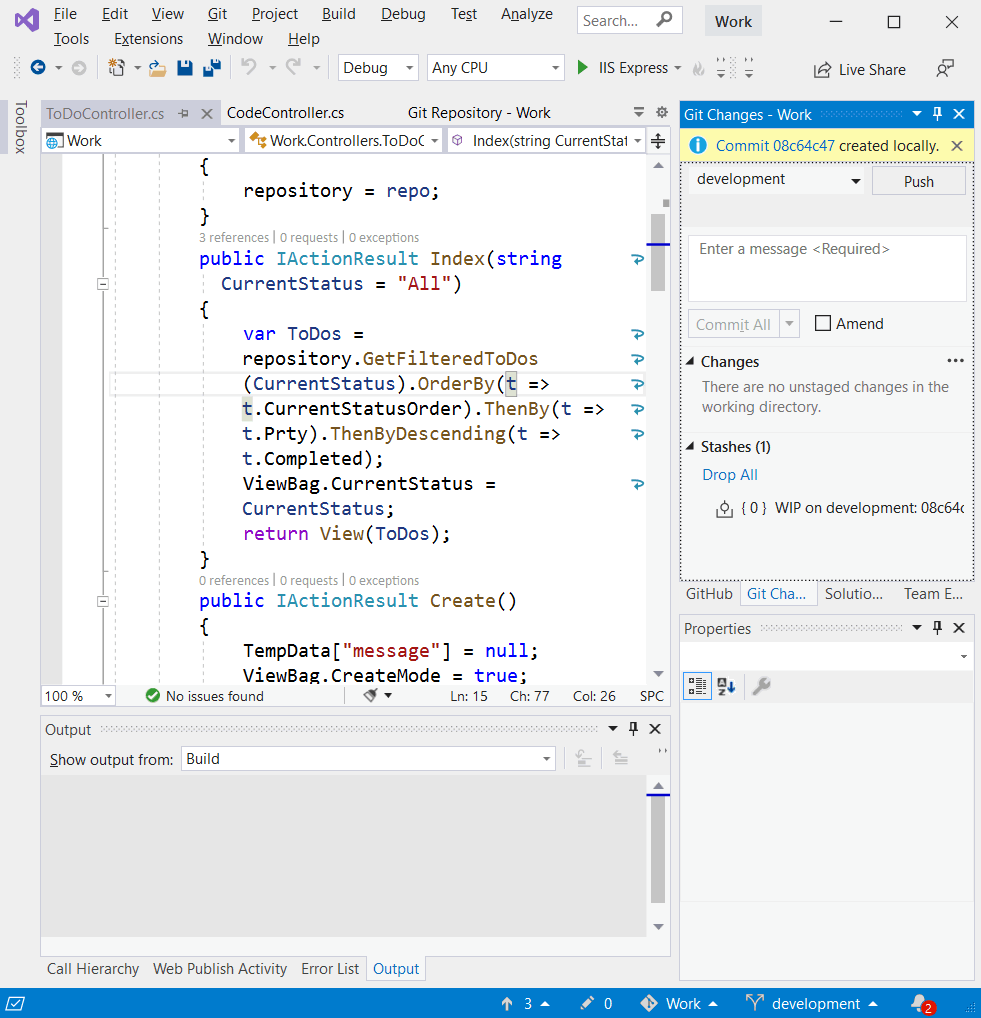 File Edit View Git Project Build Debug Test Analyze
Tools Extensions Window Help
Search...
Work
Debug Any CPU IIS Express Live Share
Toolbox
ToDoController.cs CodeController.cs Git Repository - Work
Work Work.Controllers.ToDoC Index(string CurrentStat
{
repository = repo;
}
3 references | 0 requests | 0 exceptions
public IActionResult Index(string
CurrentStatus = "All")
{
var ToDos =
repository.GetFilteredToDos
(CurrentStatus).OrderBy(t =>
t.CurrentStatusOrder).ThenBy(t =>
t.Prty).ThenByDescending(t =>
t.Completed);
ViewBag.CurrentStatus =
CurrentStatus;
return View(ToDos);
}
0 references | 0 requests | 0 exceptions
public IActionResult Create()
{
TempData["message"] = null;
ViewBag.CreateMode = true;
100 % No issues found Ln: 15 Ch: 77 Col: 26 SPC
Output
Show output from: Build
Call Hierarchy Web Publish Activity Error List Output
Git Changes - Work
Commit 08c64c47 created locally.
development Push
Enter a message <Required>
Commit All Amend
Changes
There are no unstaged changes in the
working directory.
Stashes (1)
Drop All
{ 0 } WIP on development: 08c64c
GitHub Git Cha... Solutio... Team E...
Properties
3 0 Work development 2